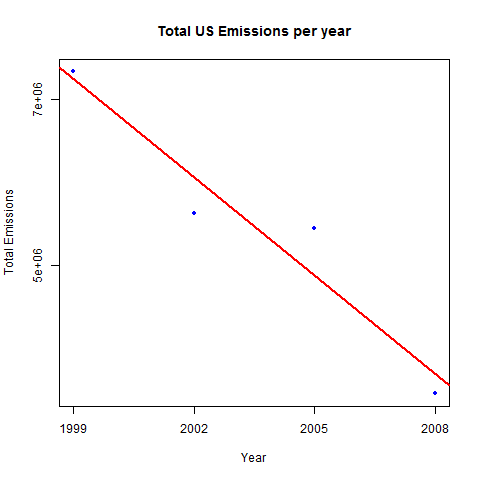 Total US Emissions per year
Total Emissions
7e+06
5e+06
1999 2002 2005 2008
Year